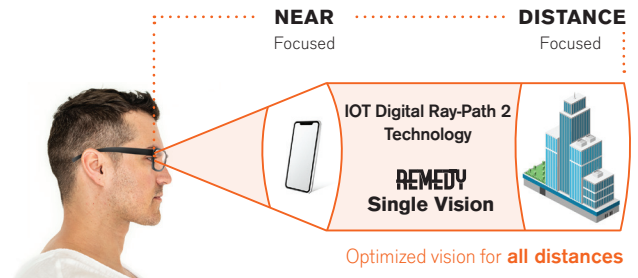 NEAR
Focused
DISTANCE
Focused
IOT Digital Ray-Path 2
Technology
REMEDY
Single Vision
Optimized vision for all distances